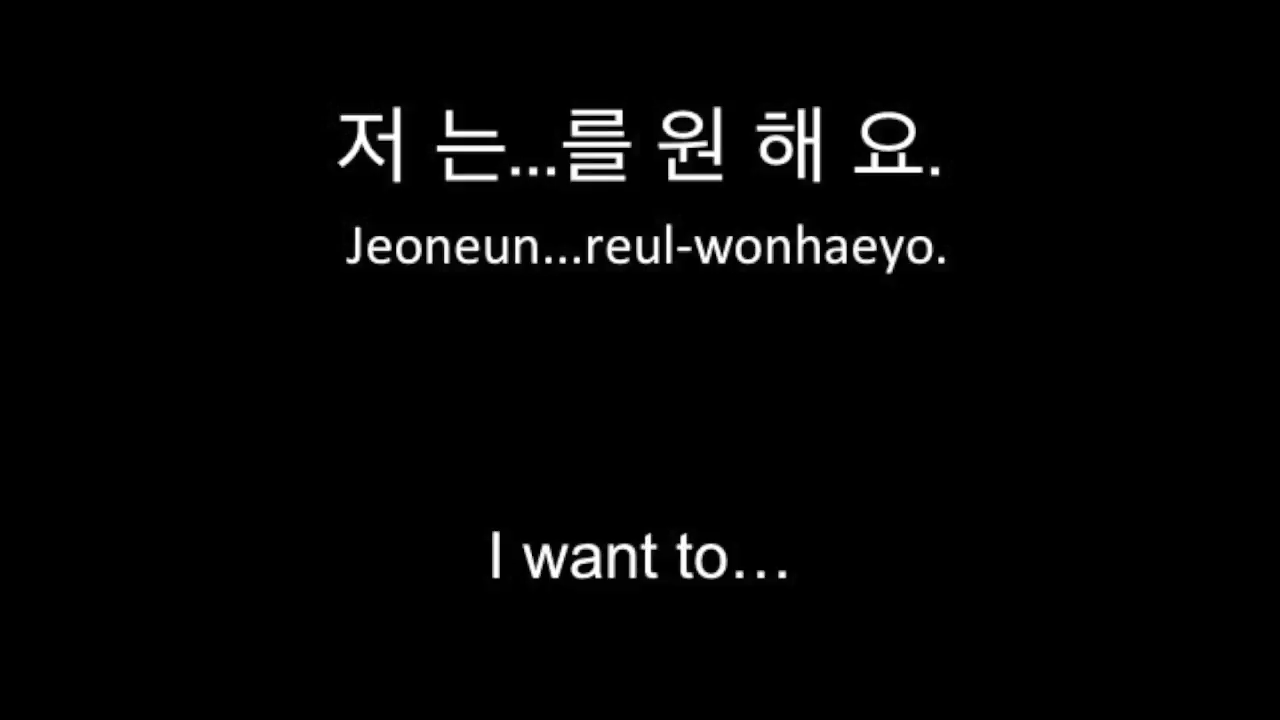 저 는...를 원 해 요.
Jeoneun...reul-wonhaeyo.
I want to...